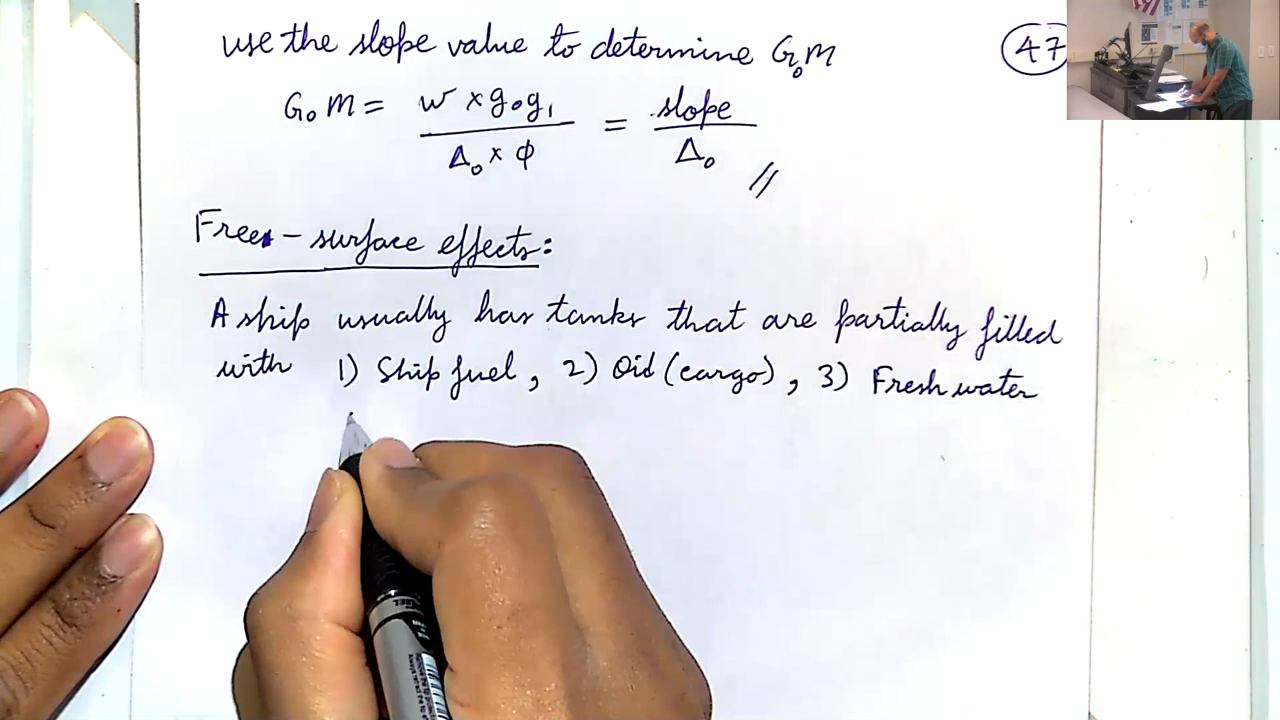 use the slope value to determine G₀M
47
G₀M = w × g₀g₁ / Δ₀ × φ = slope / Δ₀ //
Free - surface effects:
A ship usually has tanks that are partially filled
with 1) Ship fuel, 2) Oil (cargo), 3) Fresh water